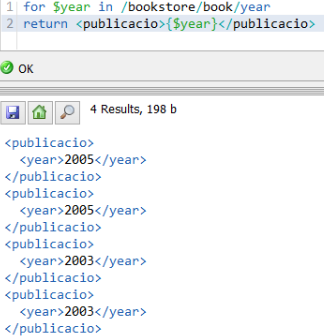 1 for $year in /bookstore/book/year
2 return <publicacio>{$year}</publicacio>
OK
4 Results, 198 b
<publicacio>
  <year>2005</year>
</publicacio>
<publicacio>
  <year>2005</year>
</publicacio>
<publicacio>
  <year>2003</year>
</publicacio>
<publicacio>
  <year>2003</year>
</publicacio>